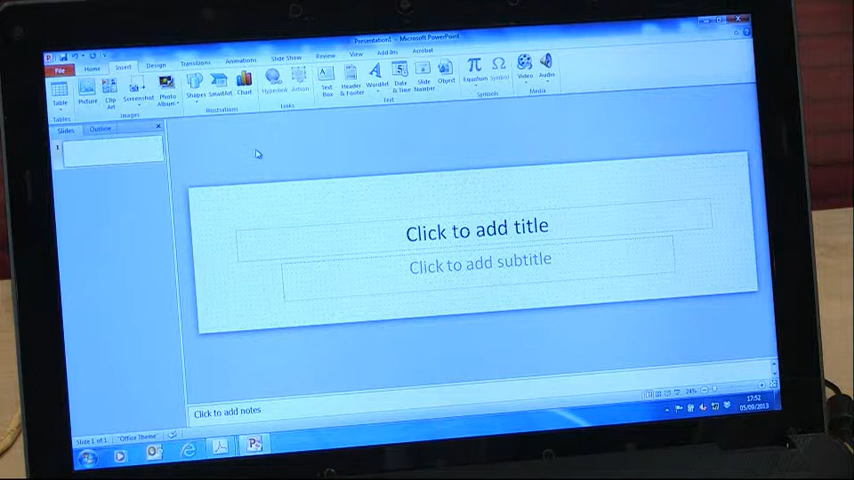 Presentation1 - Microsoft PowerPoint
File Home Insert Design Transitions Animations Slide Show Review View Add-Ins Acrobat
Table Picture Clip Art Screenshot Photo Album Shapes SmartArt Chart Hyperlink Action Text Box Header & Footer WordArt Date & Time Slide Number Object Equation Symbol Video Audio
Tables Images Illustrations Links Text Symbols Media
Slides Outline
1
Click to add title
Click to add subtitle
Click to add notes
Slide 1 of 1 "Office Theme" 24%
17:52
05/09/2013